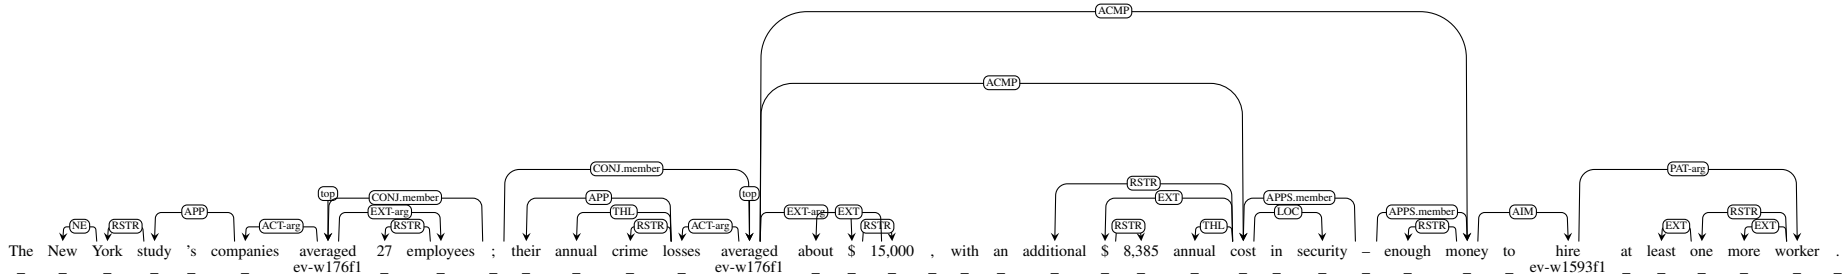 ACMP
ACMP
CONJ.member PAT-arg
top CONJ.member APP top RSTR
APP EXT-arg THL EXT-arg EXT EXT APPS.member LOC APPS.member AIM RSTR
NE RSTR ACT-arg RSTR RSTR ACT-arg RSTR RSTR THL RSTR EXT EXT
The New York study 's companies averaged 27 employees ; their annual crime losses averaged about $ 15,000 , with an additional $ 8,385 annual cost in security – enough money to hire at least one more worker .
ev-w176f1 ev-w176f1 ev-w1593f1
_ _ _ _ _ _ _ _ _ _ _ _ _ _ _ _ _ _ _ _ _ _ _ _ _ _ _ _ _ _ _ _ _ _ _ _ _